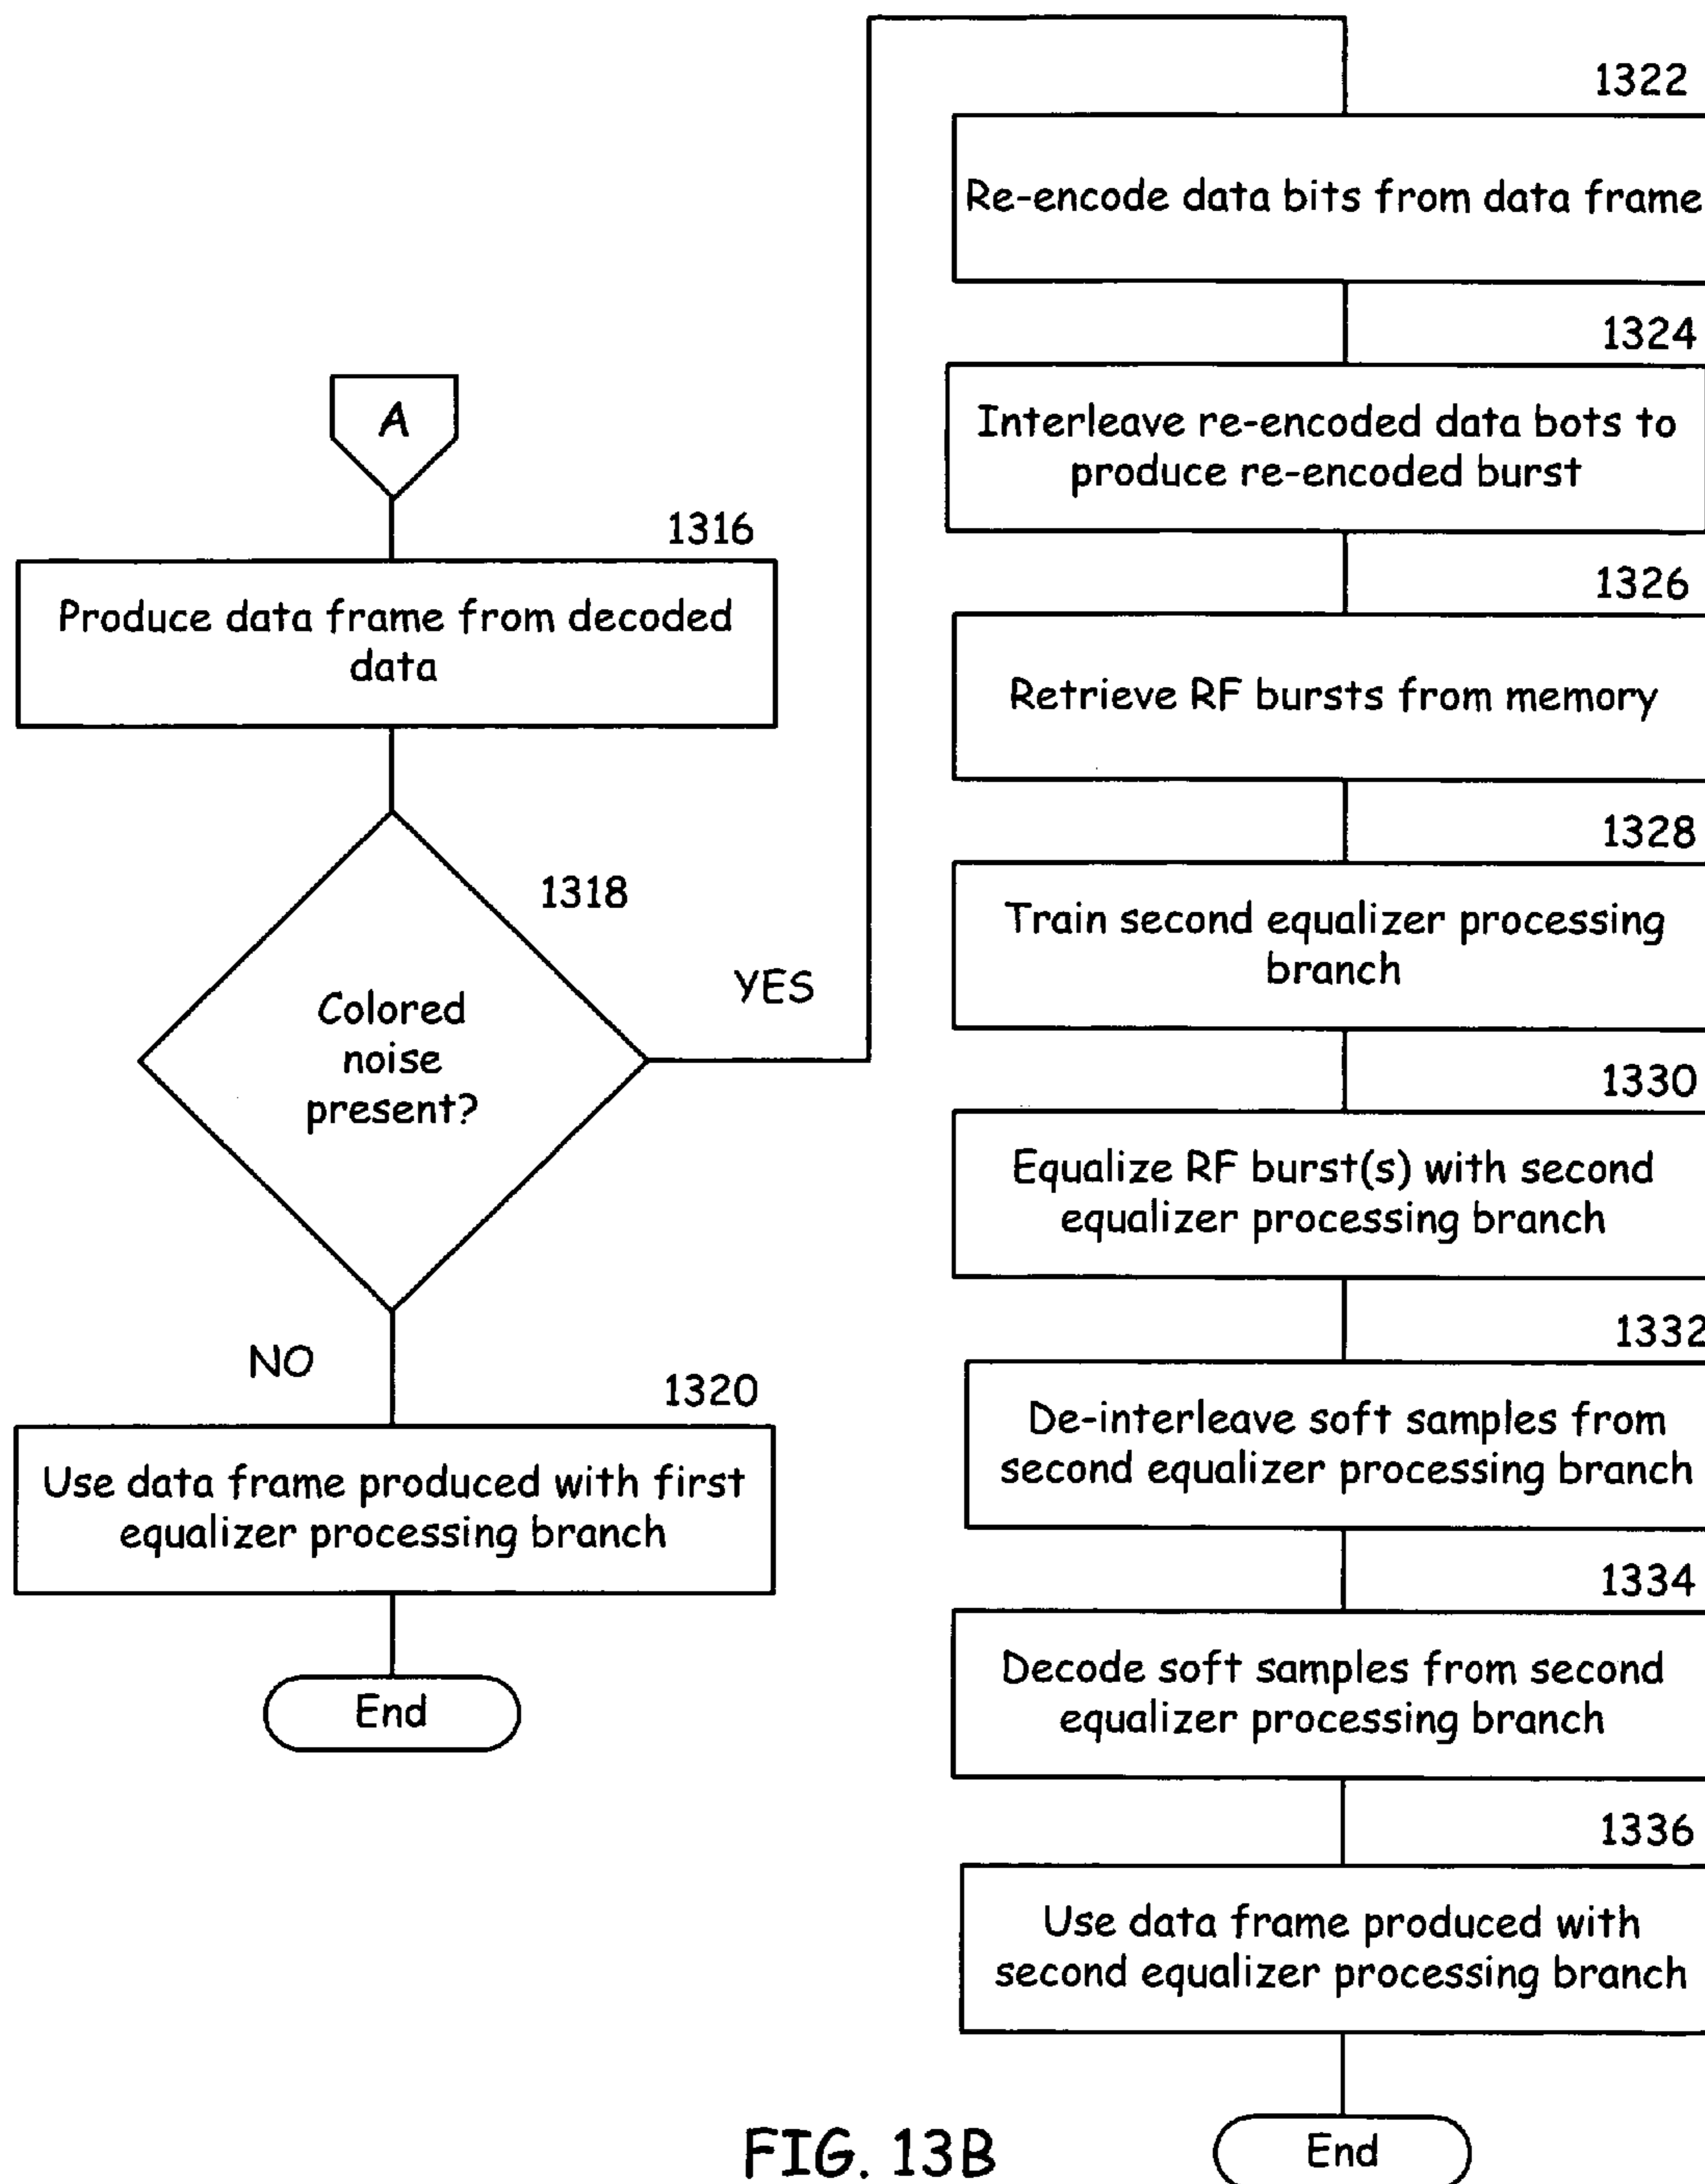 A
1316
Produce data frame from decoded
data
1318
Colored
noise
present?
YES
NO
1320
Use data frame produced with first
equalizer processing branch
End
1322
Re-encode data bits from data frame
1324
Interleave re-encoded data bots to
produce re-encoded burst
1326
Retrieve RF bursts from memory
1328
Train second equalizer processing
branch
1330
Equalize RF burst(s) with second
equalizer processing branch
1332
De-interleave soft samples from
second equalizer processing branch
1334
Decode soft samples from second
equalizer processing branch
1336
Use data frame produced with
second equalizer processing branch
End
FIG. 13B